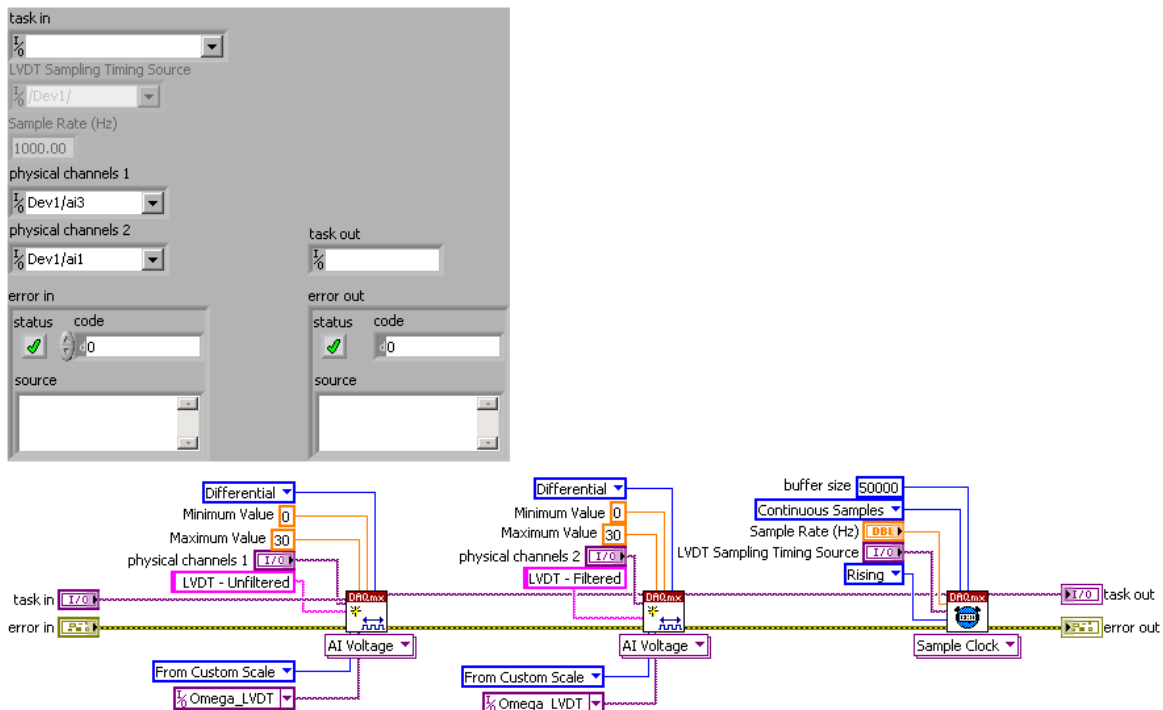 task in
LVDT Sampling Timing Source
/Dev1/
Sample Rate (Hz)
1000.00
physical channels 1
Dev1/ai3
physical channels 2
Dev1/ai1
task out
error in
status code
d 0
source
error out
status code
d 0
source
Differential
Minimum Value 0
Maximum Value 30
physical channels 1 I/O
LVDT - Unfiltered
task in I/O
error in
DAQmx
AI Voltage
From Custom Scale
Omega_LVDT
Differential
Minimum Value 0
Maximum Value 30
physical channels 2 I/O
LVDT - Filtered
DAQmx
AI Voltage
From Custom Scale
Omega LVDT
buffer size 50000
Continuous Samples
Sample Rate (Hz) DBL
LVDT Sampling Timing Source I/O
Rising
DAQmx
Sample Clock
I/O task out
error out